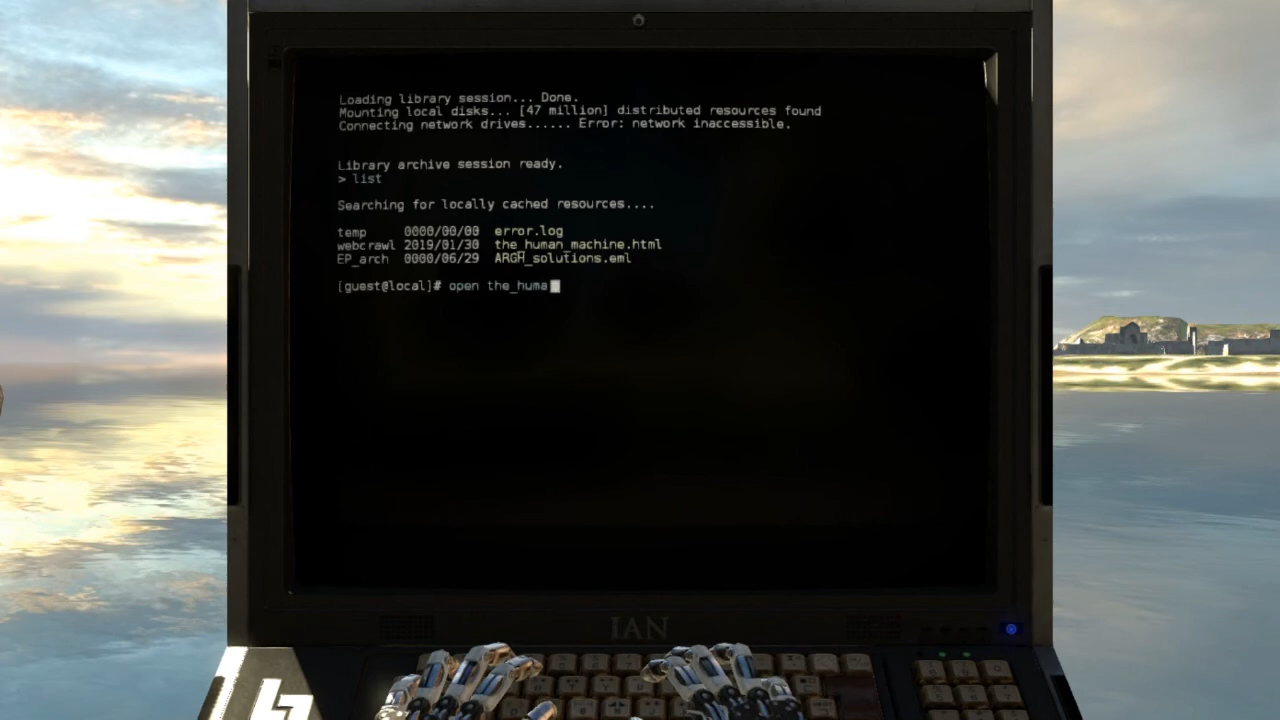 Loading library session... Done.
Mounting local disks... [47 million] distributed resources found
Connecting network drives...... Error: network inaccessible.
Library archive session ready.
> list
Searching for locally cached resources....
temp 0000/00/00 error.log
webcrawl 2019/01/30 the_human_machine.html
EP_arch 0000/06/29 ARGH_solutions.eml
[guest@local]# open the_huma
IAN